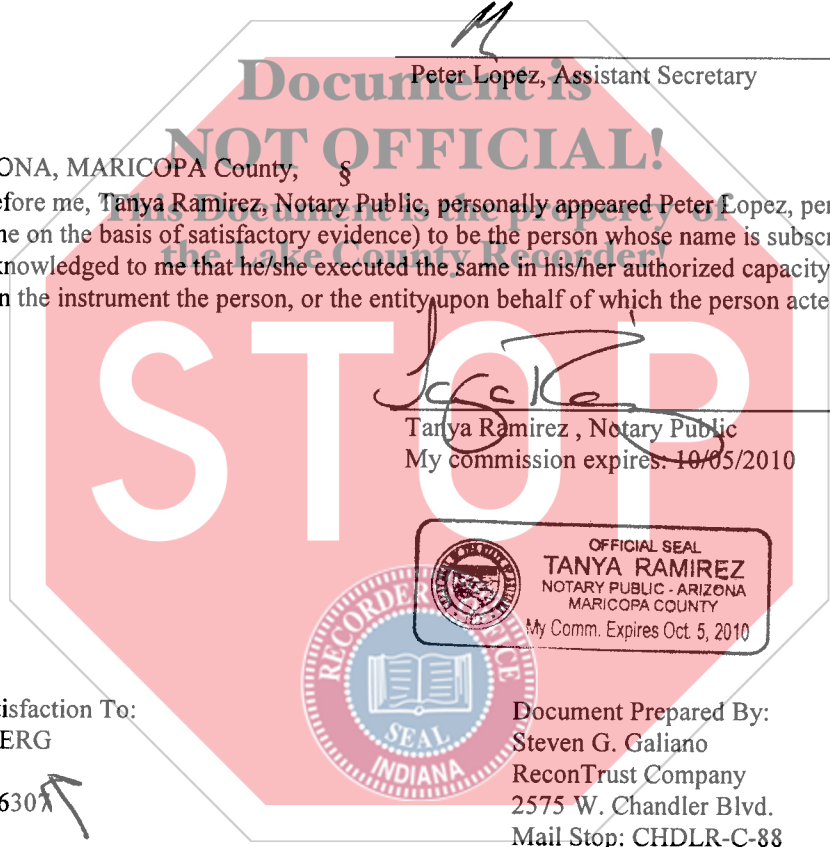 Peter Lopez, Assistant Secretary
Document is
NOT OFFICIAL!
This Document is the property of
the Lake County Recorder!
ONA, MARICOPA County, §
efore me, Tanya Ramirez, Notary Public, personally appeared Peter Lopez, per
ne on the basis of satisfactory evidence) to be the person whose name is subscr
knowledged to me that he/she executed the same in his/her authorized capacity
n the instrument the person, or the entity upon behalf of which the person acte
STOP
Tanya Ramirez , Notary Public
My commission expires: 10/05/2010
OFFICIAL SEAL
TANYA RAMIREZ
NOTARY PUBLIC - ARIZONA
MARICOPA COUNTY
My Comm. Expires Oct. 5, 2010
RECORDER OFFICE
SEAL
INDIANA
tisfaction To:
ERG
6307
Document Prepared By:
Steven G. Galiano
ReconTrust Company
2575 W. Chandler Blvd.
Mail Stop: CHDLR-C-88